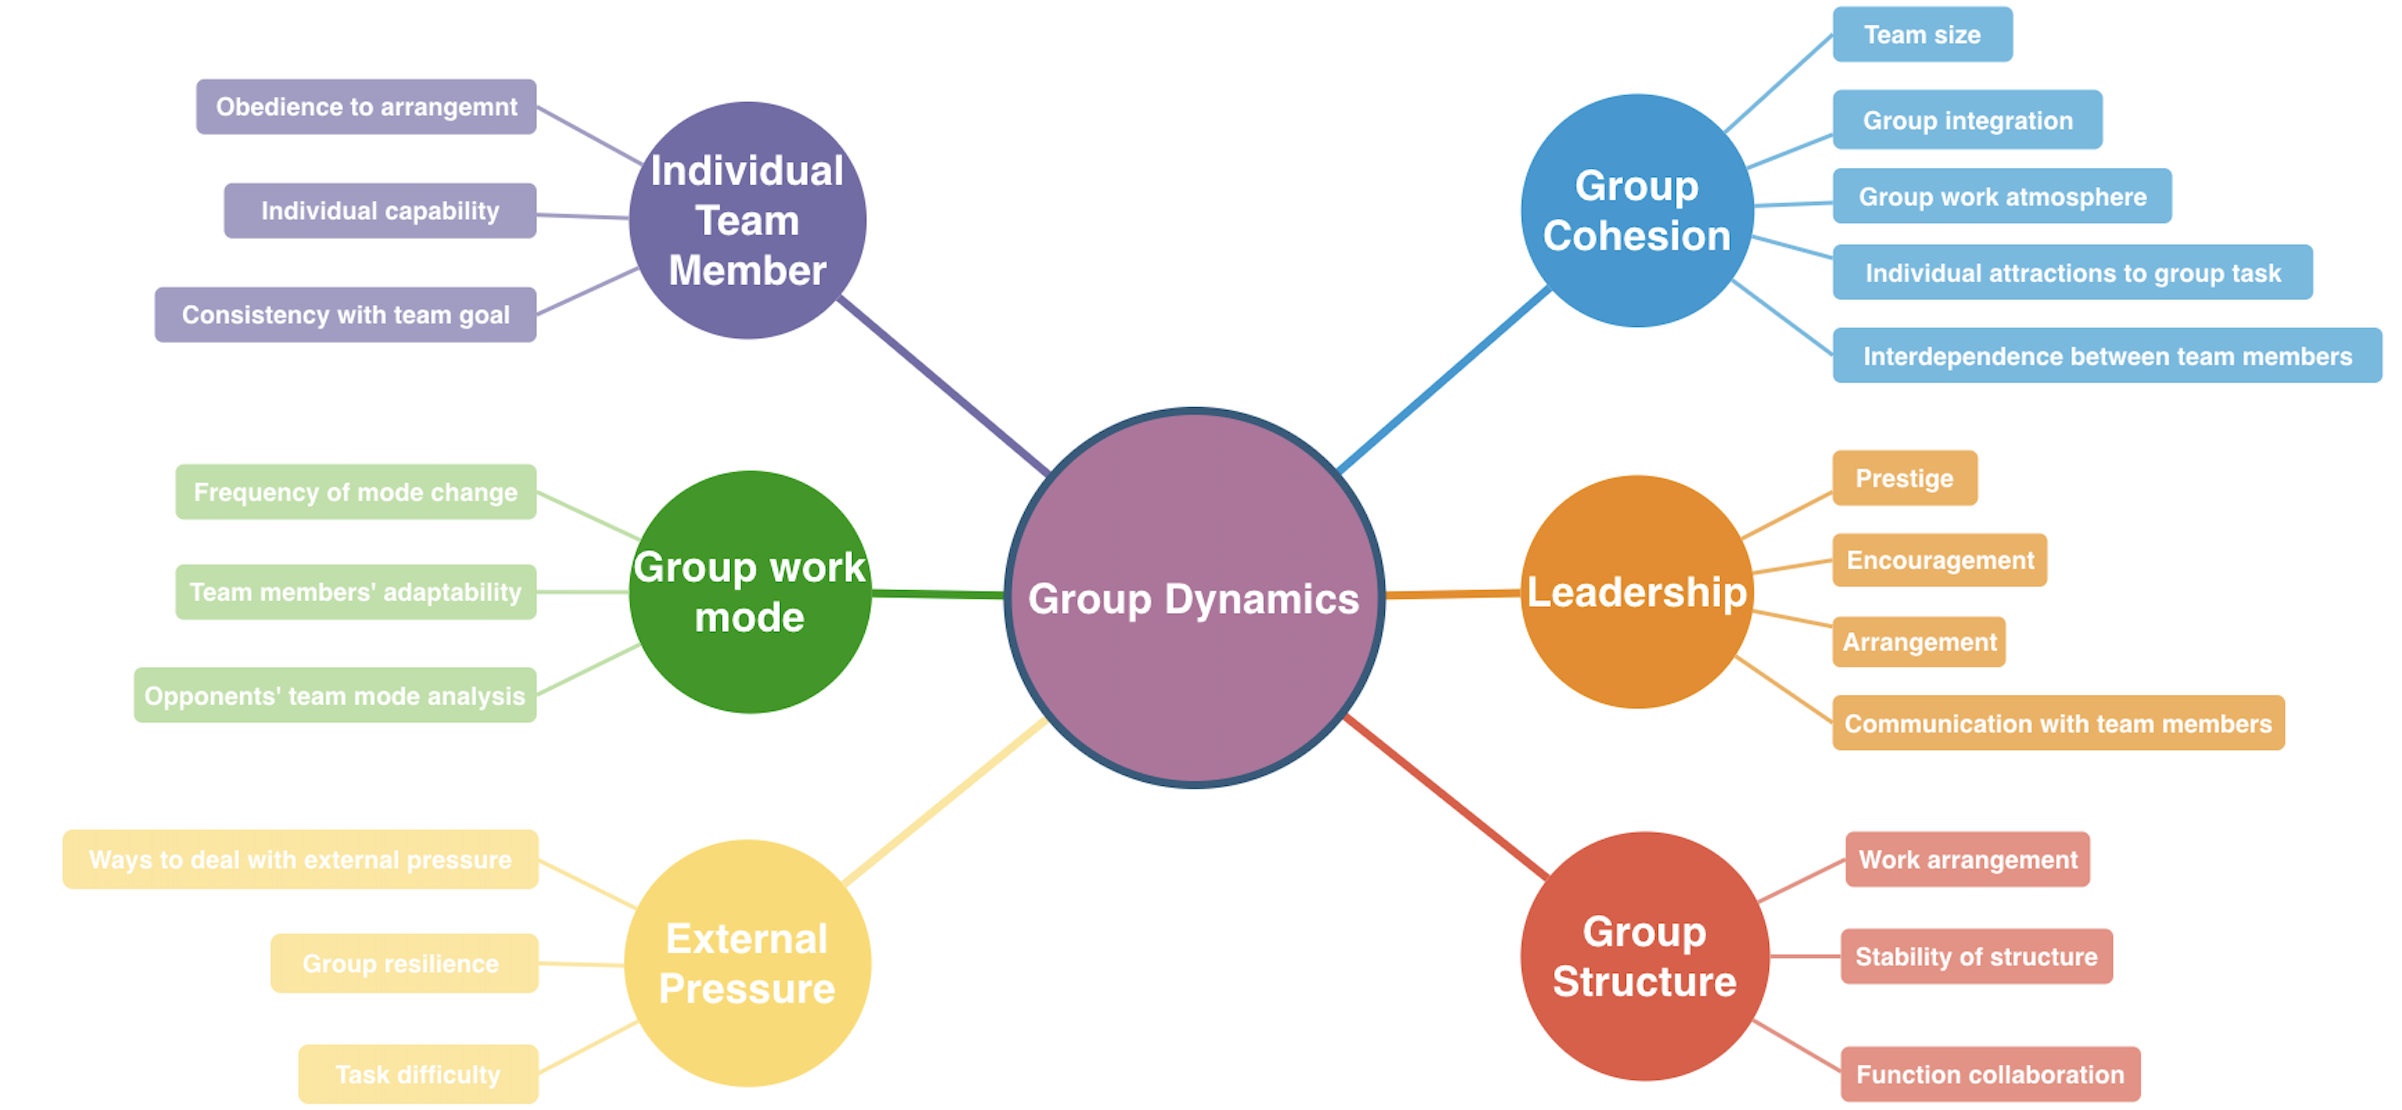 Obedience to arrangemnt
Individual capability
Consistency with team goal
Individual
Team
Member
Frequency of mode change
Team members' adaptability
Opponents' team mode analysis
Group work
mode
Ways to deal with external pressure
Group resilience
Task difficulty
External
Pressure
Group Dynamics
Group
Cohesion
Team size
Group integration
Group work atmosphere
Individual attractions to group task
Interdependence between team members
Leadership
Prestige
Encouragement
Arrangement
Communication with team members
Group
Structure
Work arrangement
Stability of structure
Function collaboration